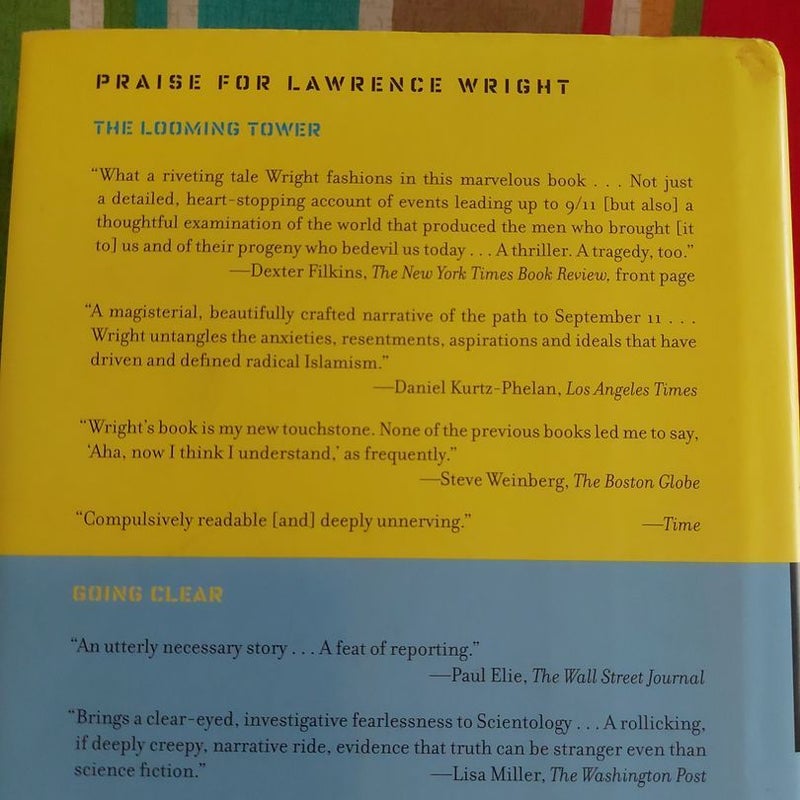 PRAISE FOR LAWRENCE WRIGHT
THE LOOMING TOWER
“What a riveting tale Wright fashions in this marvelous book . . . Not just
a detailed, heart-stopping account of events leading up to 9/11 [but also] a
thoughtful examination of the world that produced the men who brought [it
to] us and of their progeny who bedevil us today . . . A thriller. A tragedy, too.”
—Dexter Filkins, The New York Times Book Review, front page
“A magisterial, beautifully crafted narrative of the path to September 11 . . .
Wright untangles the anxieties, resentments, aspirations and ideals that have
driven and defined radical Islamism.”
—Daniel Kurtz-Phelan, Los Angeles Times
“Wright’s book is my new touchstone. None of the previous books led me to say,
‘Aha, now I think I understand,’ as frequently.”
—Steve Weinberg, The Boston Globe
“Compulsively readable [and] deeply unnerving.” —Time
GOING CLEAR
“An utterly necessary story . . . A feat of reporting.”
—Paul Elie, The Wall Street Journal
“Brings a clear-eyed, investigative fearlessness to Scientology . . . A rollicking,
if deeply creepy, narrative ride, evidence that truth can be stranger even than
science fiction.” —Lisa Miller, The Washington Post